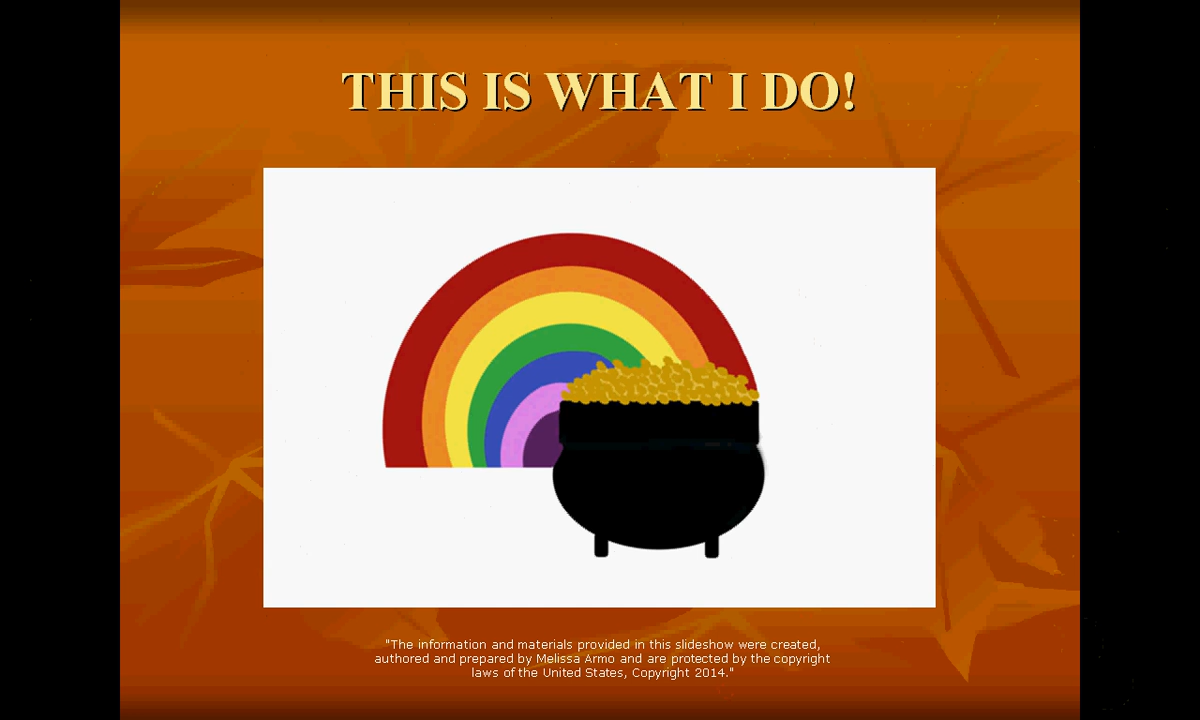 THIS IS WHAT I DO!
"The information and materials provided in this slideshow were created,
authored and prepared by Melissa Armo and are protected by the copyright
laws of the United States, Copyright 2014."